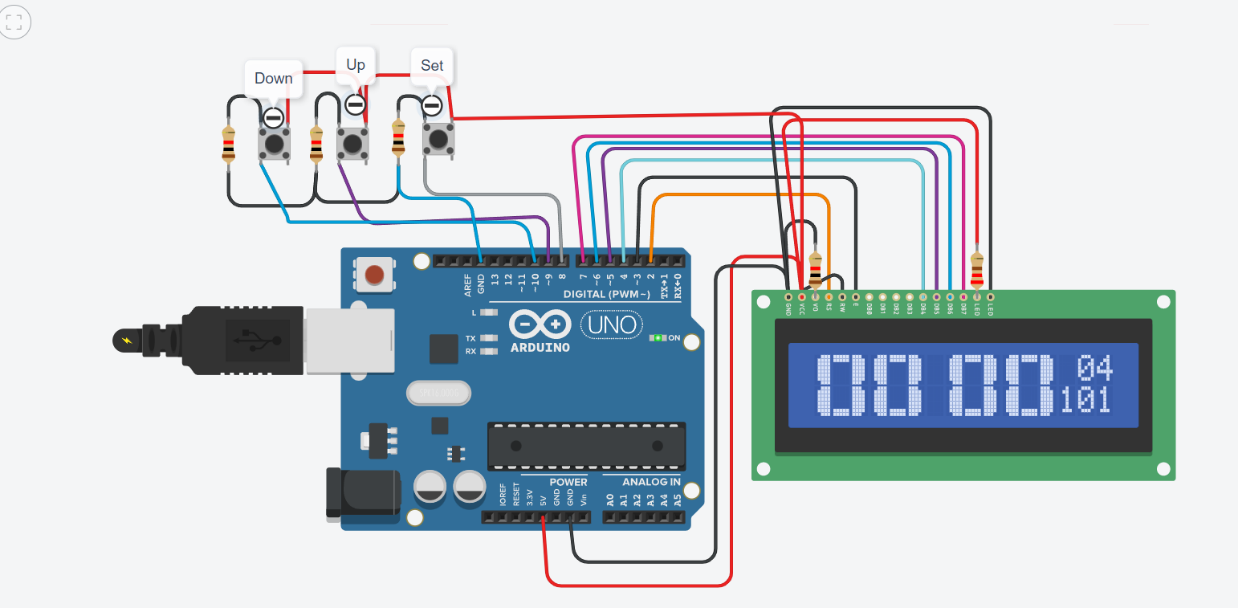 Down
Up
Set
AREF
GND
13
12
~11
~10
~9
8
7
~6
~5
4
~3
2
TX→1
RX←0
DIGITAL (PWM~)
L
TX
RX
ARDUINO
UNO
ON
IOREF
RESET
3.3V
5V
GND
GND
Vin
POWER
ANALOG IN
A0
A1
A2
A3
A4
A5
GND
VCC
V0
RS
RW
E
DB0
DB1
DB2
DB3
DB4
DB5
DB6
DB7
LED
LED
00 00 04
101